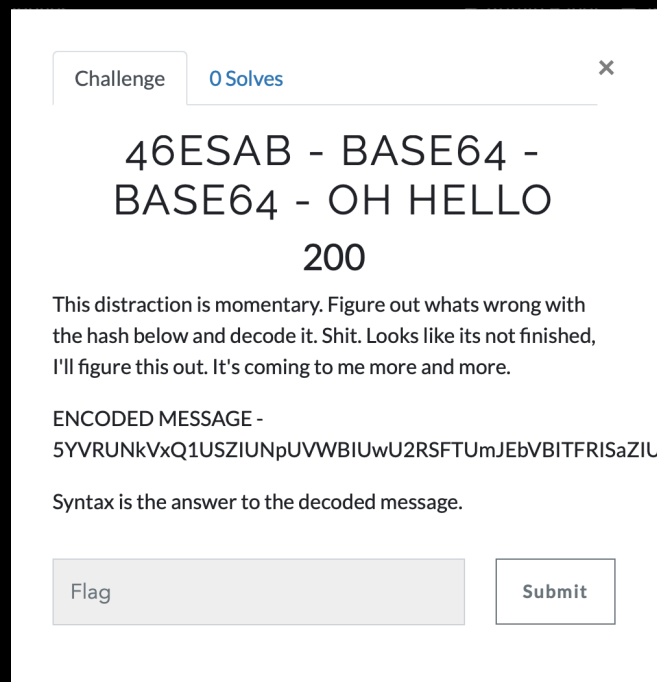 Challenge
0 Solves
×
46ESAB - BASE64 -
BASE64 - OH HELLO
200
This distraction is momentary. Figure out whats wrong with
the hash below and decode it. Shit. Looks like its not finished,
I'll figure this out. It's coming to me more and more.
ENCODED MESSAGE -
5YVRUNkVxQ1USZIUNpUVWBIUwU2RSFTUmJEbVBITFRISaZIU
Syntax is the answer to the decoded message.
Flag
Submit